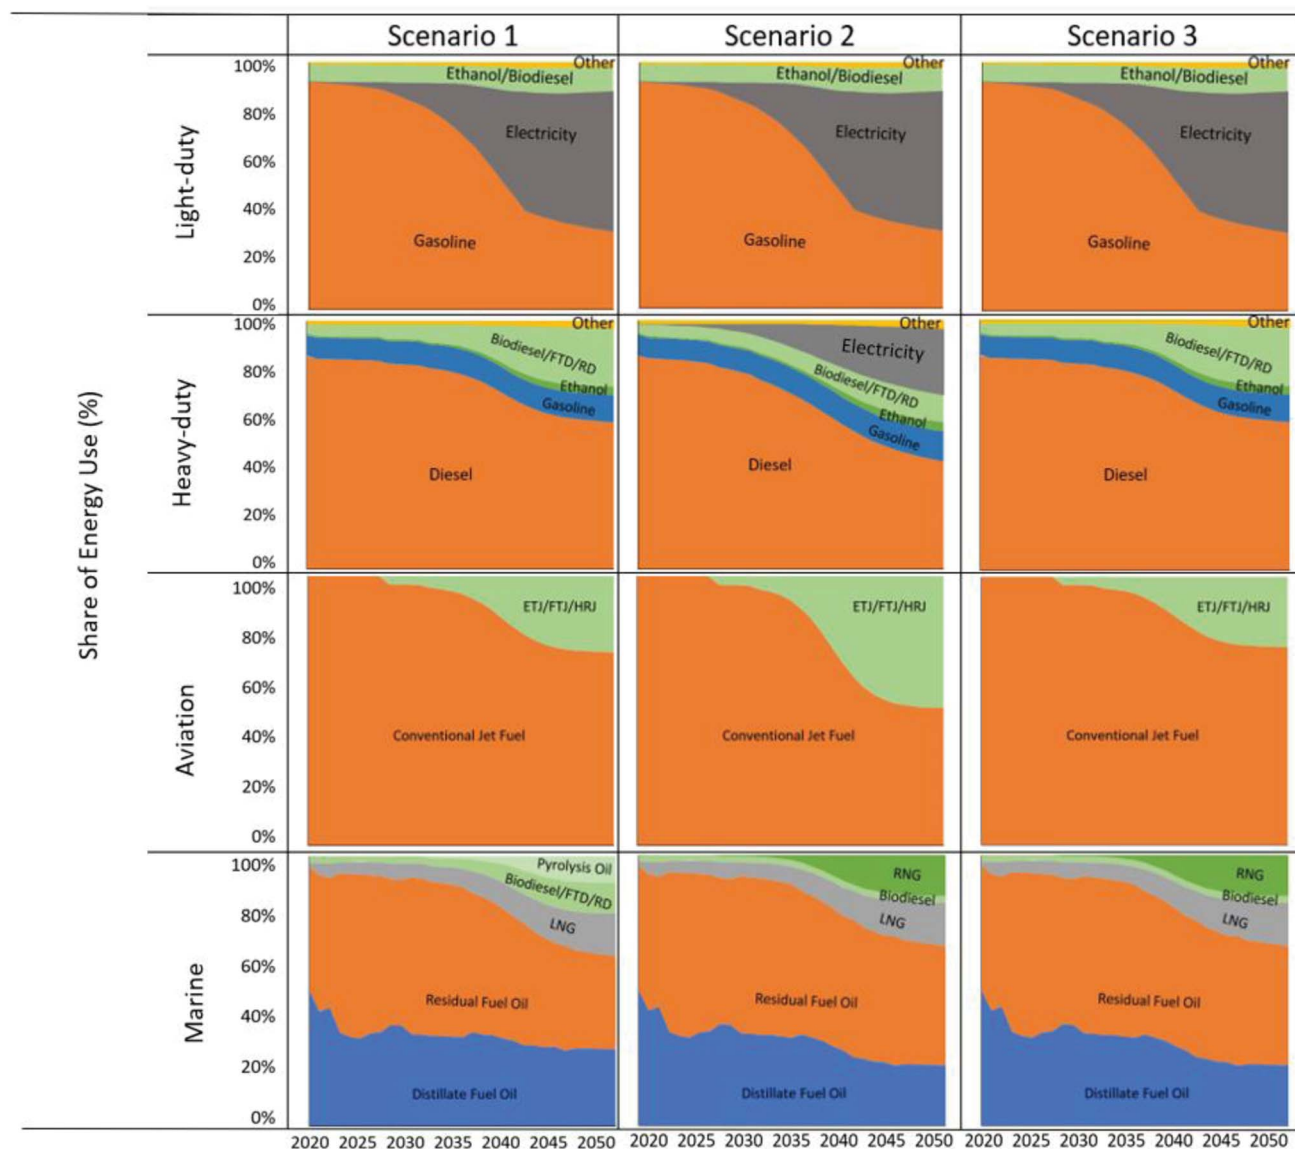 Scenario 1
Scenario 2
Scenario 3
Share of Energy Use (%)
Light-duty
100%
80%
60%
40%
20%
0%
Other
Ethanol/Biodiesel
Electricity
Gasoline
Other
Ethanol/Biodiesel
Electricity
Gasoline
Other
Ethanol/Biodiesel
Electricity
Gasoline
Heavy-duty
100%
80%
60%
40%
20%
0%
Other
Biodiesel/FTD/RD
Ethanol
Gasoline
Diesel
Other
Electricity
Biodiesel/FTD/RD
Ethanol
Gasoline
Diesel
Other
Biodiesel/FTD/RD
Ethanol
Gasoline
Diesel
Aviation
100%
80%
60%
40%
20%
0%
ETJ/FTJ/HRJ
Conventional Jet Fuel
ETJ/FTJ/HRJ
Conventional Jet Fuel
ETJ/FTJ/HRJ
Conventional Jet Fuel
Marine
100%
80%
60%
40%
20%
0%
Pyrolysis Oil
Biodiesel/FTD/RD
LNG
Residual Fuel Oil
Distillate Fuel Oil
RNG
Biodiesel
LNG
Residual Fuel Oil
Distillate Fuel Oil
RNG
Biodiesel
LNG
Residual Fuel Oil
Distillate Fuel Oil
2020 2025 2030 2035 2040 2045 2050
2020 2025 2030 2035 2040 2045 2050
2020 2025 2030 2035 2040 2045 2050